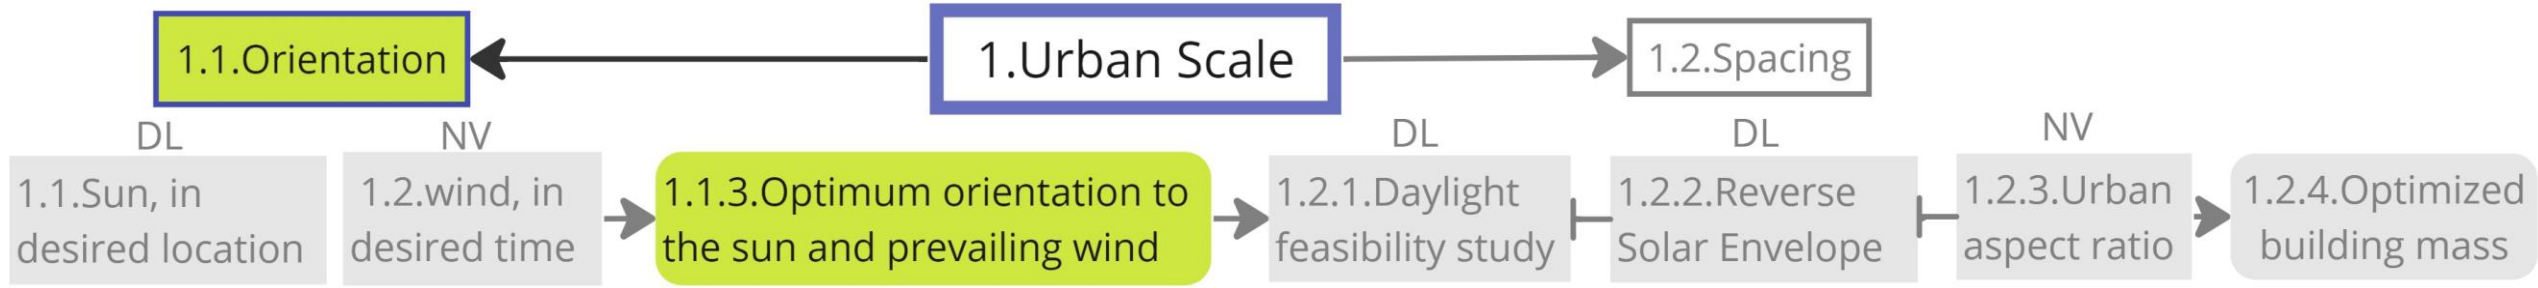 1.1.Orientation
1.Urban Scale
1.2.Spacing
DL
NV
DL
DL
NV
1.1.Sun, in
desired location
1.2.wind, in
desired time
1.1.3.Optimum orientation to
the sun and prevailing wind
1.2.1.Daylight
feasibility study
1.2.2.Reverse
Solar Envelope
1.2.3.Urban
aspect ratio
1.2.4.Optimized
building mass